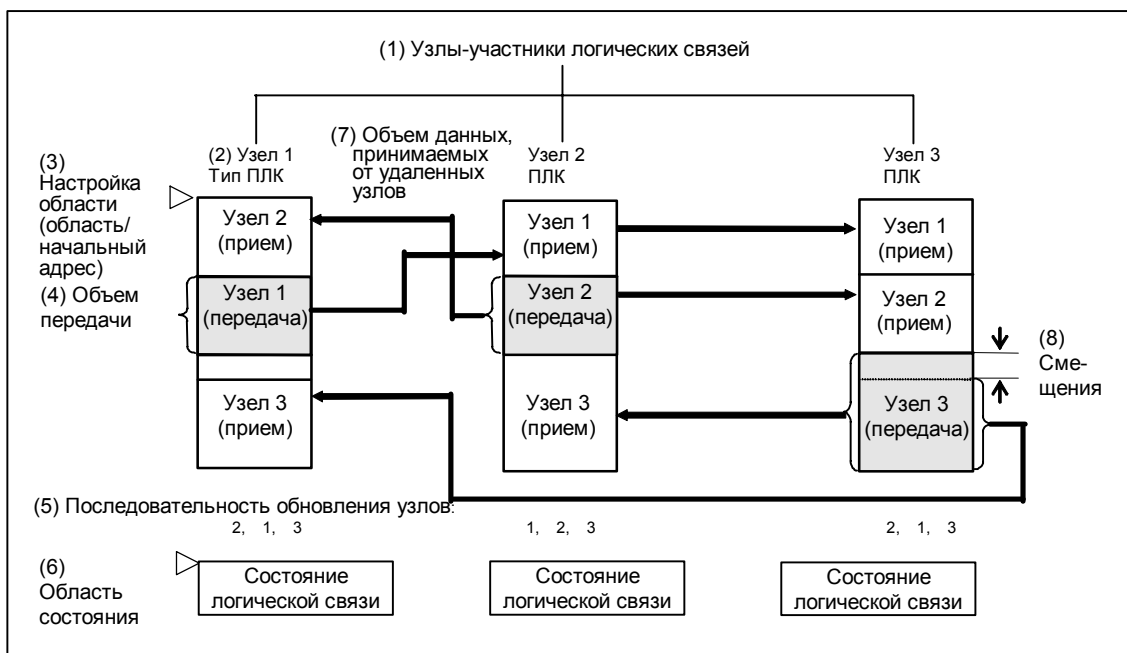 (1) Узлы-участники логических связей
(7) Объем данных,
принимаемых
от удаленных
узлов
(2) Узел 1
Тип ПЛК
Узел 2
ПЛК
Узел 3
ПЛК
(3)
Настройка
области
(область/
начальный
адрес)
(4) Объем
передачи
Узел 2
(прием)
Узел 1
(передача)
Узел 3
(прием)
Узел 1
(прием)
Узел 2
(передача)
Узел 3
(прием)
Узел 1
(прием)
Узел 2
(прием)
Узел 3
(передача)
(8)
Сме-
щения
(5) Последовательность обновления узлов:
2, 1, 3
1, 2, 3
2, 1, 3
(6)
Область
состояния
Состояние
логической связи
Состояние
логической связи
Состояние
логической связи